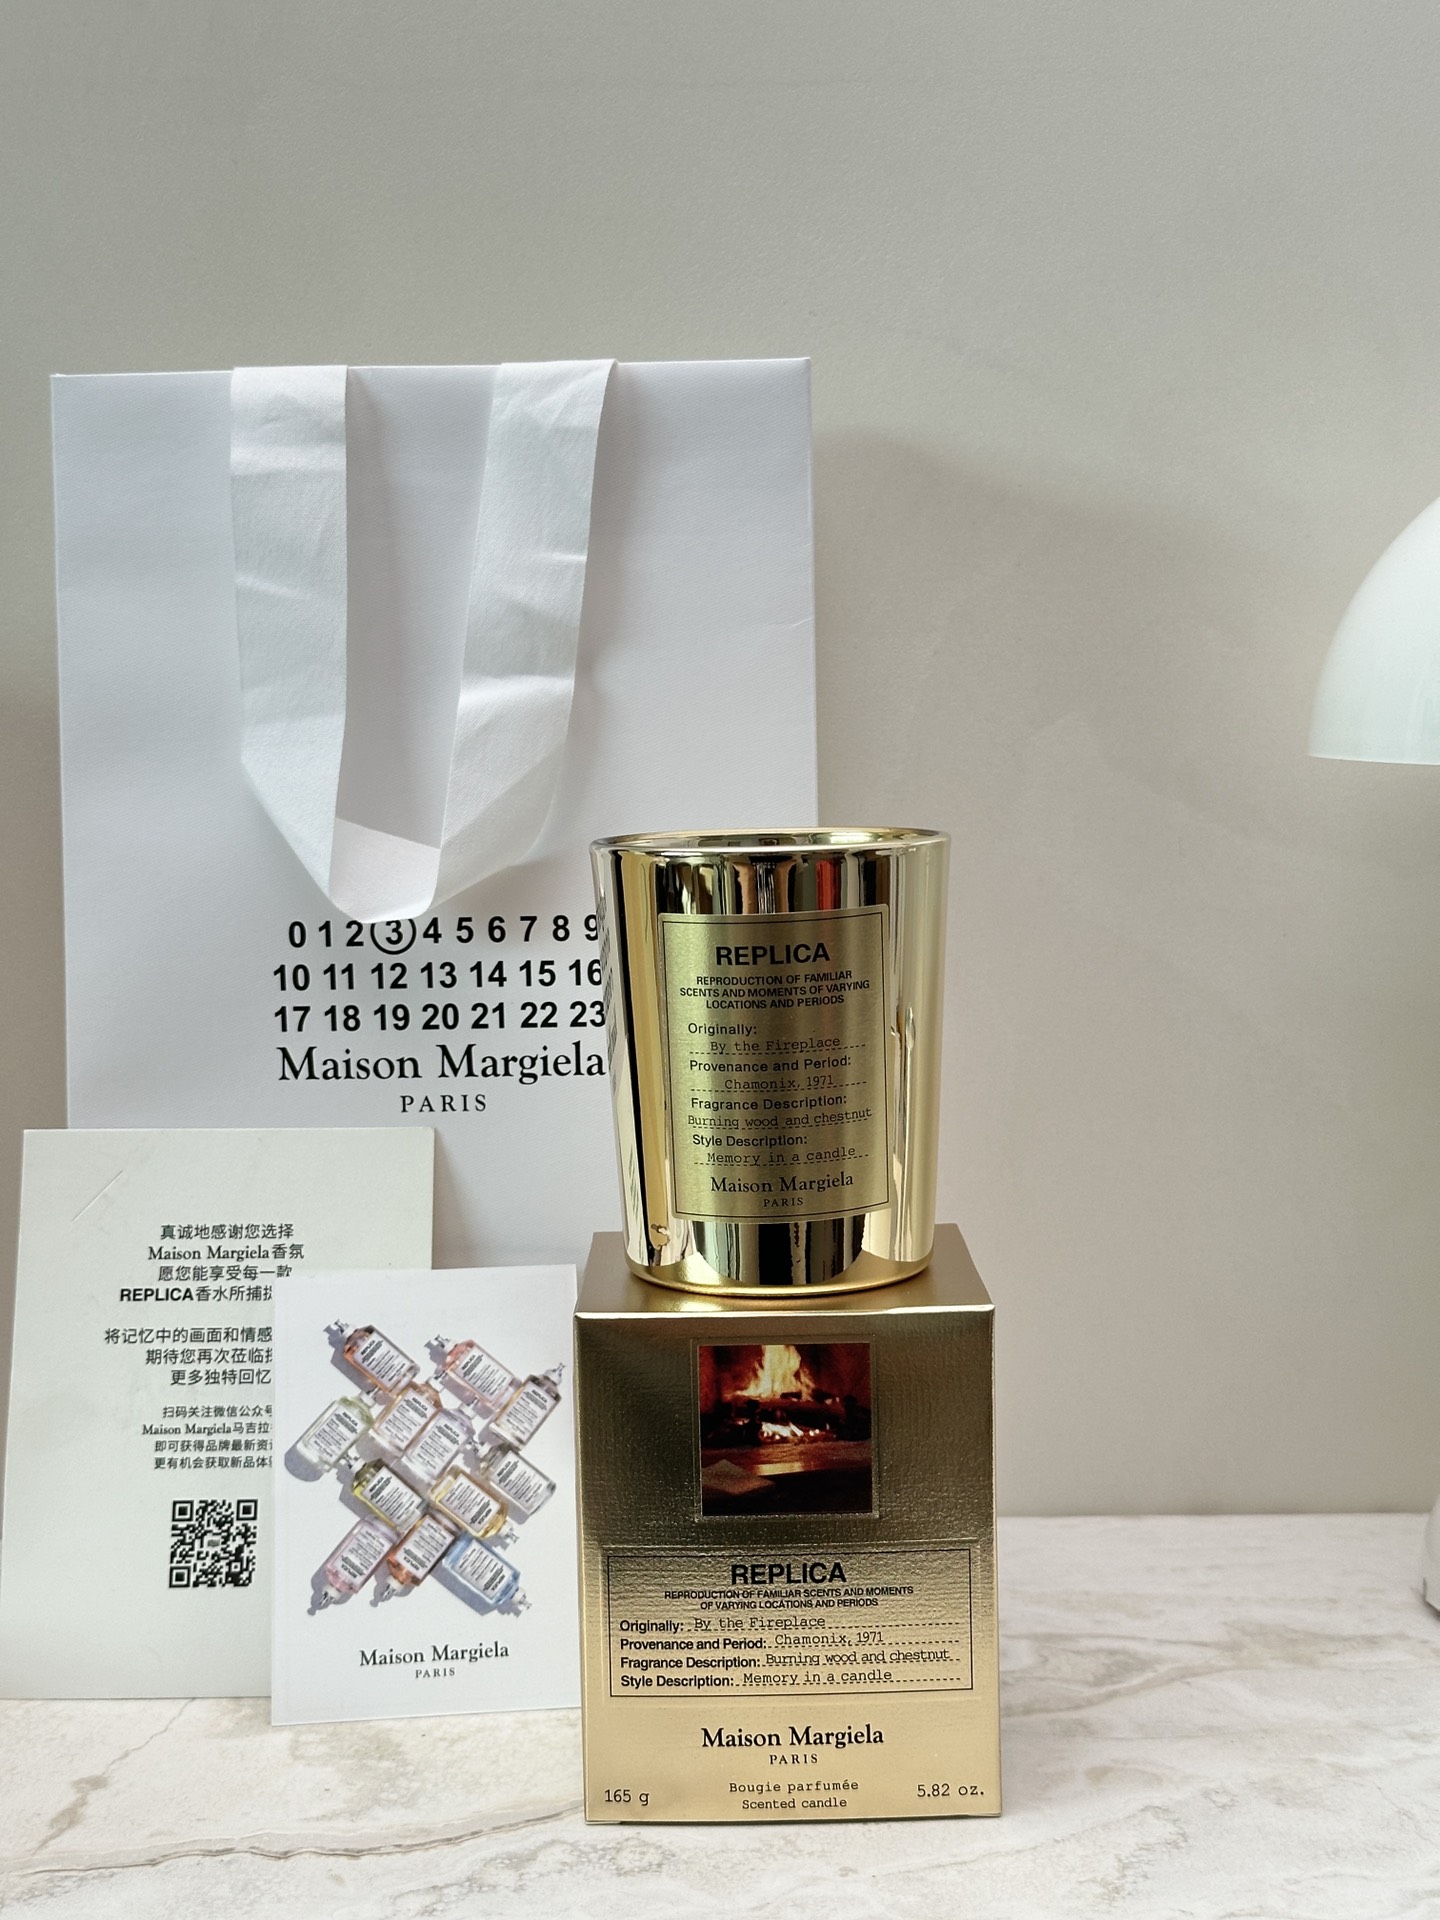 0 1 2 3 4 5 6 7 8 9
10 11 12 13 14 15 16
17 18 19 20 21 22 23
Maison Margiela
PARIS
REPLICA
REPRODUCTION OF FAMILIAR
SCENTS AND MOMENTS OF VARYING
LOCATIONS AND PERIODS
Originally:
By the Fireplace
Provenance and Period:
Chamonix, 1971
Fragrance Description:
Burning wood and chestnut
Style Description:
Memory in a candle
Maison Margiela
PARIS
真诚地感谢您选择
Maison Margiela香氛
愿您能享受每一款
REPLICA香水所捕
将记忆中的画面和情感
期待您再次莅临
更多独特回忆
扫码关注微信公众号
Maison Margiela马吉拉
即可获得品牌最新资
更有机会获取新品体
REPLICA
REPLICA
REPLICA
REPLICA
REPLICA
REPLICA
Maison Margiela
PARIS
REPLICA
REPRODUCTION OF FAMILIAR SCENTS AND MOMENTS
OF VARYING LOCATIONS AND PERIODS
Originally: By the Fireplace
Provenance and Period: Chamonix, 1971
Fragrance Description: Burning wood and chestnut
Style Description: Memory in a candle
Maison Margiela
PARIS
Bougie parfumée
165 g Scented candle 5.82 oz.